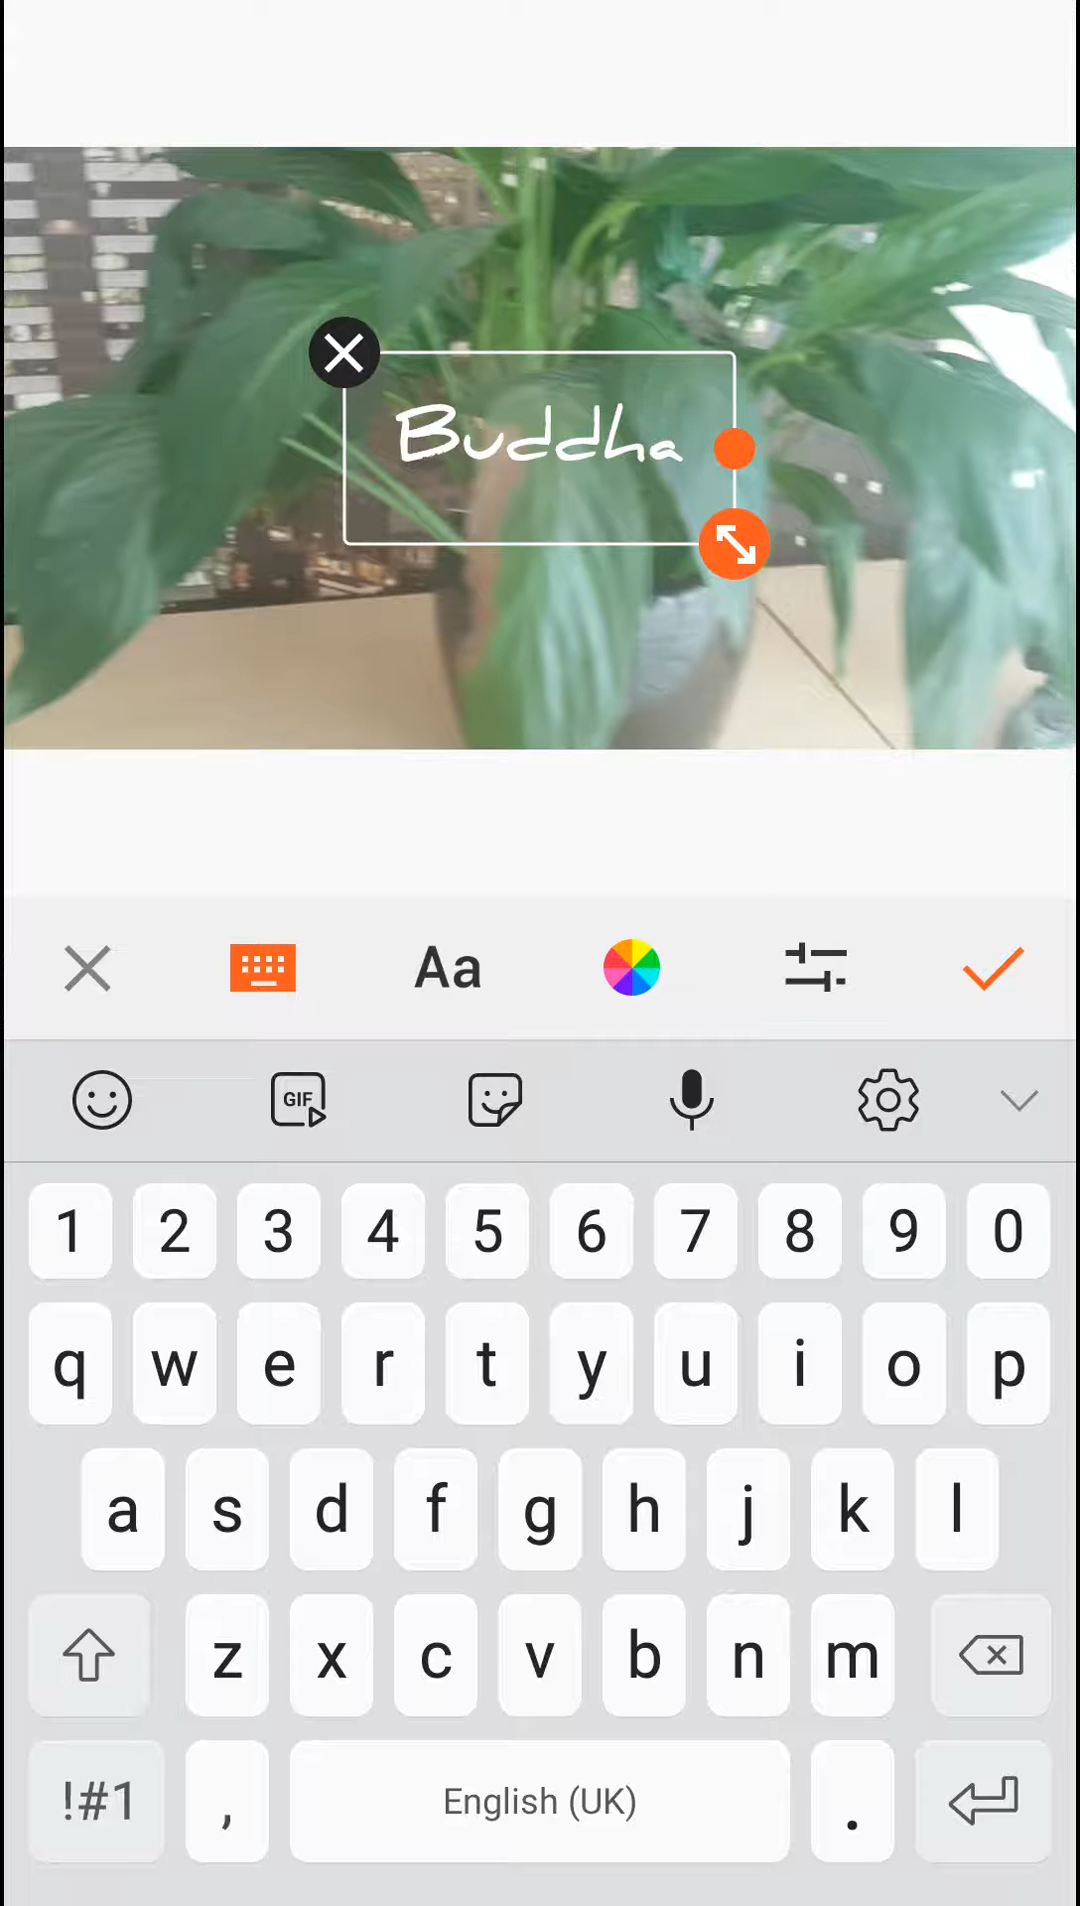 Buddha
Aa
GIF
1 2 3 4 5 6 7 8 9 0
q w e r t y u i o p
a s d f g h j k l
z x c v b n m
!#1 , English (UK) .